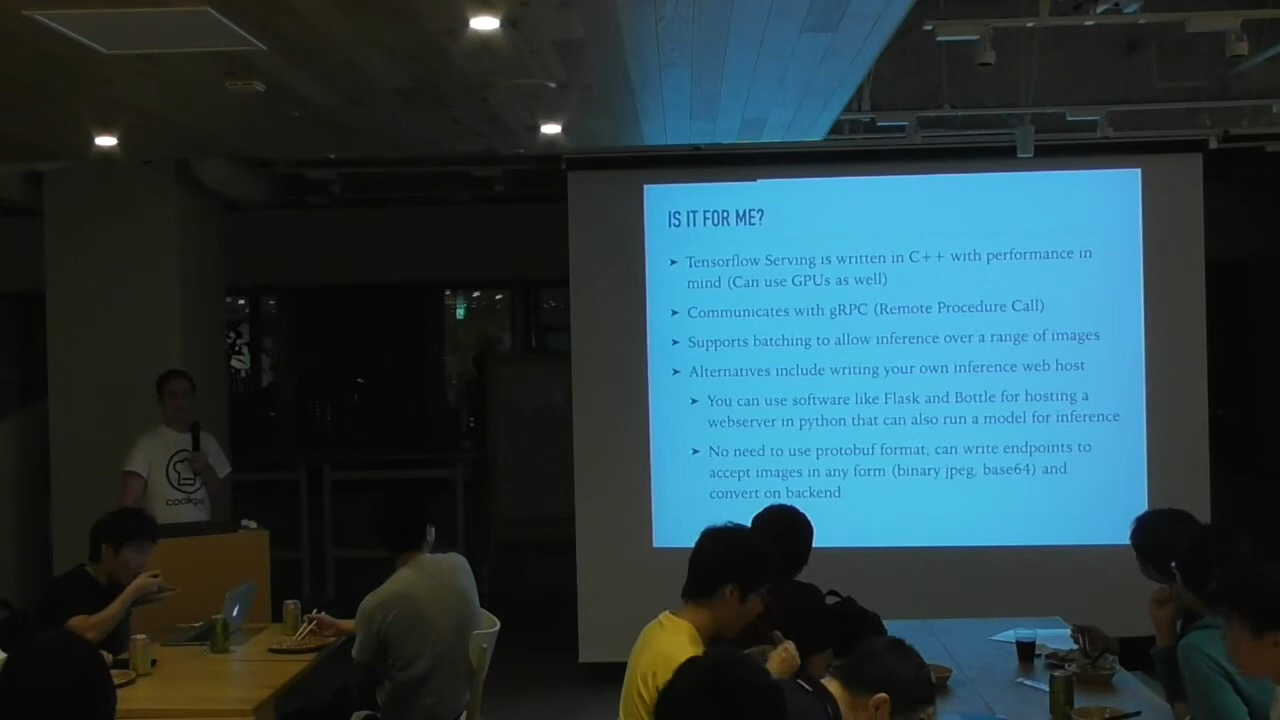 IS IT FOR ME?
➤ Tensorflow Serving is written in C++ with performance in
mind (Can use GPUs as well)
➤ Communicates with gRPC (Remote Procedure Call)
➤ Supports batching to allow inference over a range of images
➤ Alternatives include writing your own inference web host
➤ You can use software like Flask and Bottle for hosting a
webserver in python that can also run a model for inference
➤ No need to use protobuf format, can write endpoints to
accept images in any form (binary jpeg, base64) and
convert on backend
cookpad